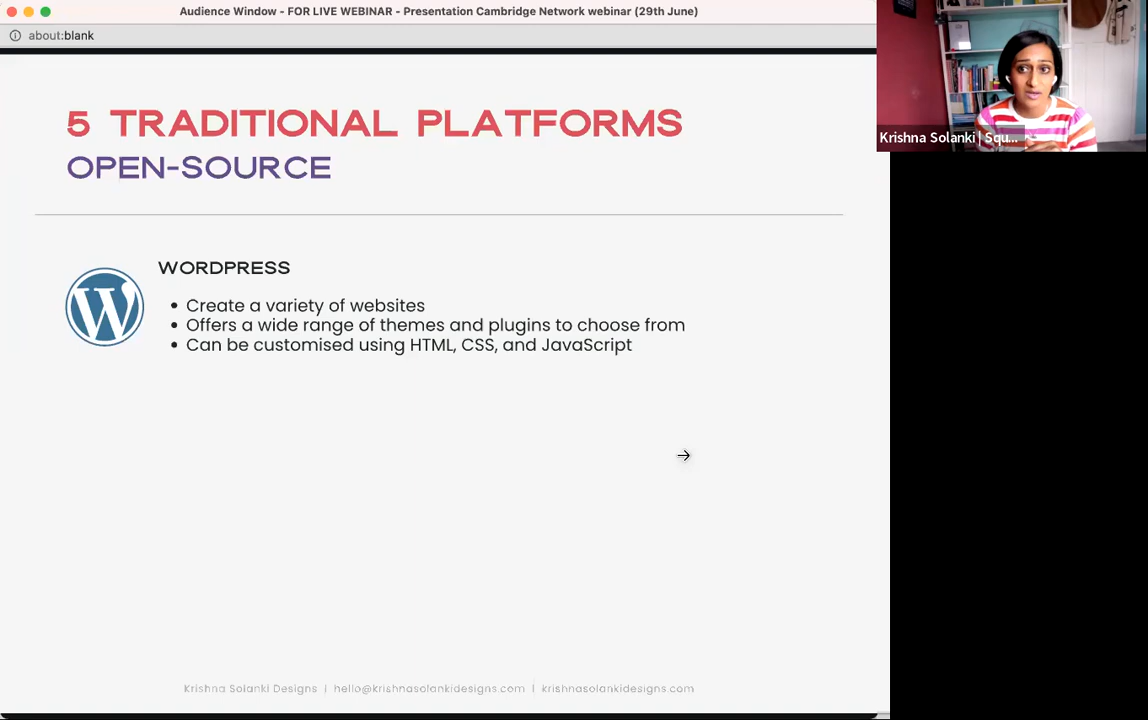 Audience Window - FOR LIVE WEBINAR - Presentation Cambridge Network webinar (29th June)
about:blank
5 TRADITIONAL PLATFORMS
OPEN-SOURCE
WORDPRESS
• Create a variety of websites
• Offers a wide range of themes and plugins to choose from
• Can be customised using HTML, CSS, and JavaScript
Krishna Solanki Designs | hello@krishnasolankidesigns.com | krishnasolankidesigns.com
Krishna Solanki | Squ...